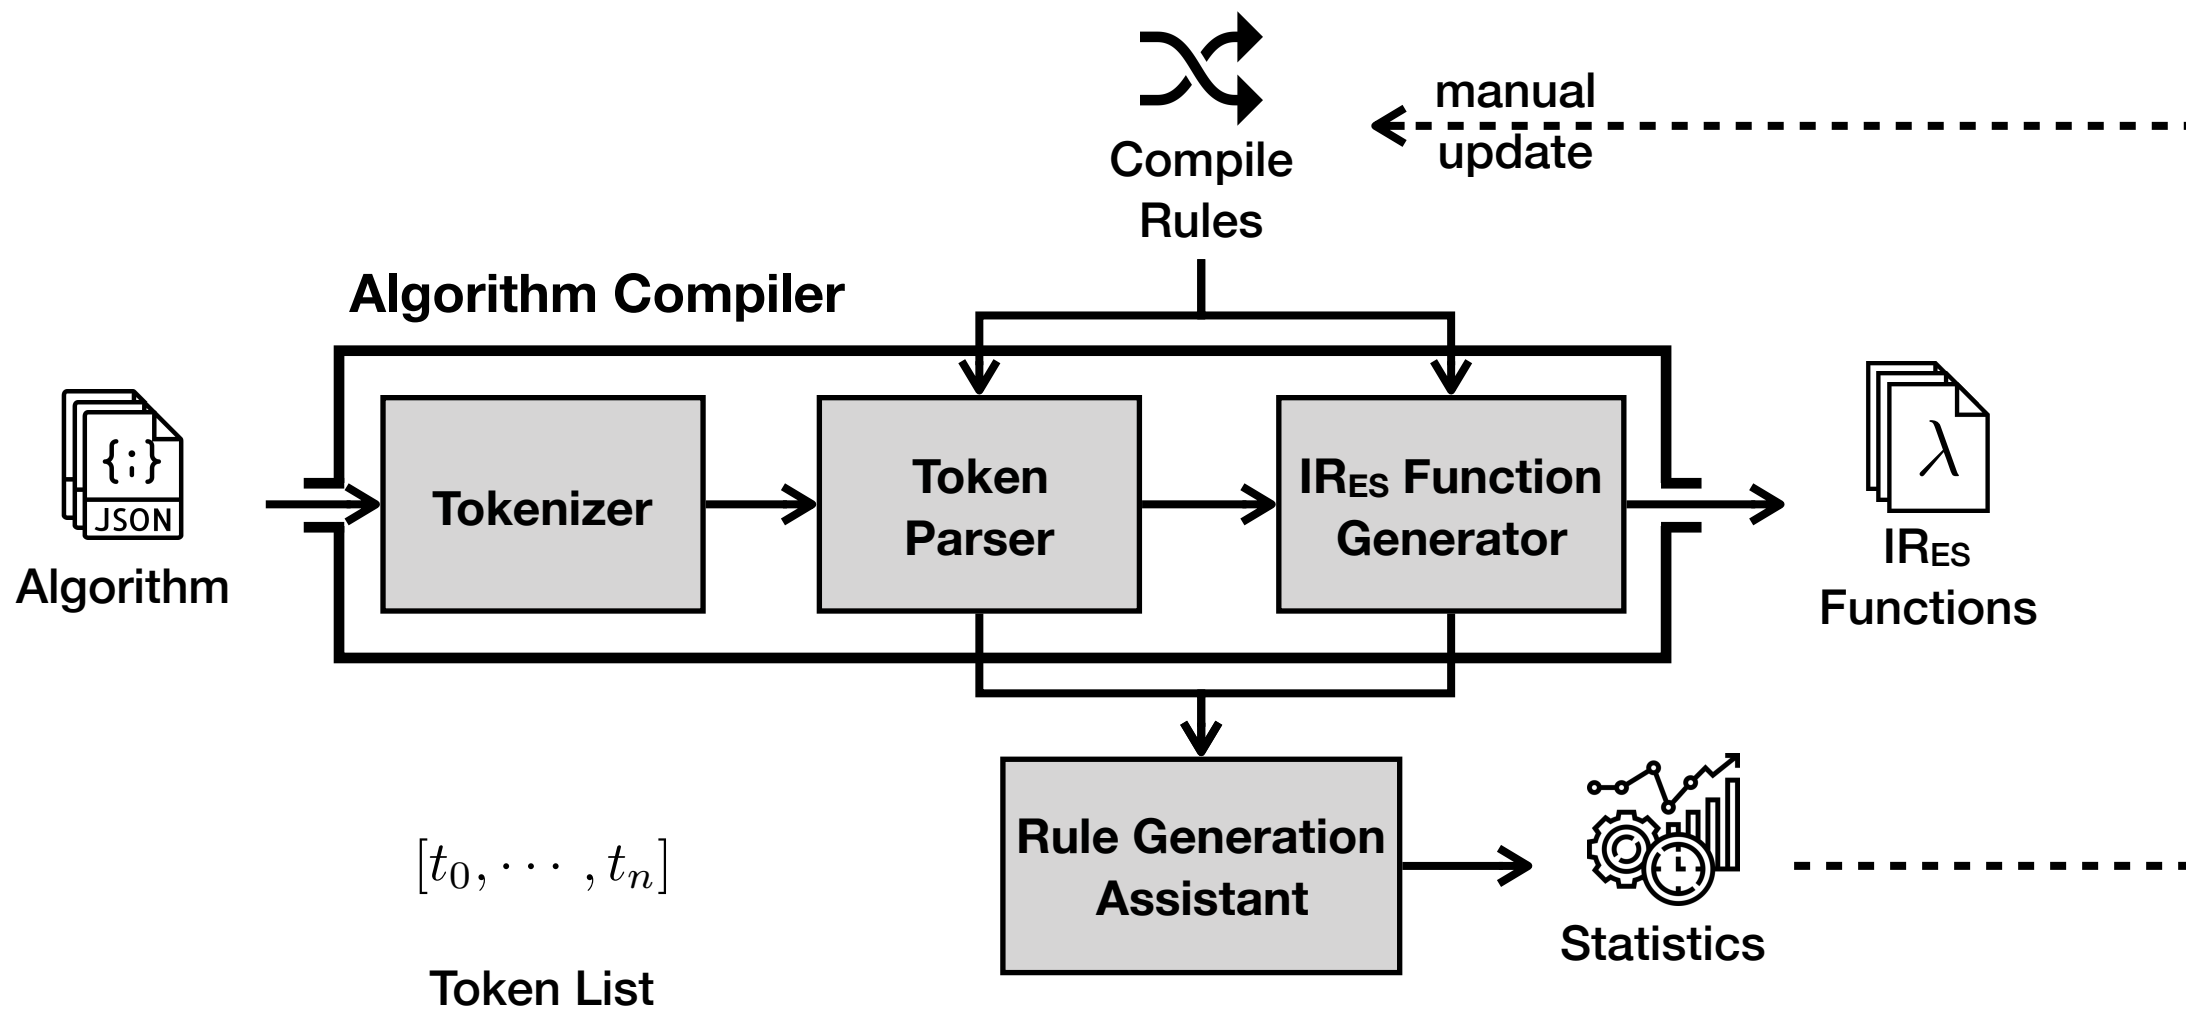 manual
update
Compile
Rules
Algorithm Compiler
{;}
JSON
Algorithm
Tokenizer
Token
Parser
IRES Function
Generator
λ
IRES
Functions
Rule Generation
Assistant
Statistics
[t0, ⋯ , tn]
Token List